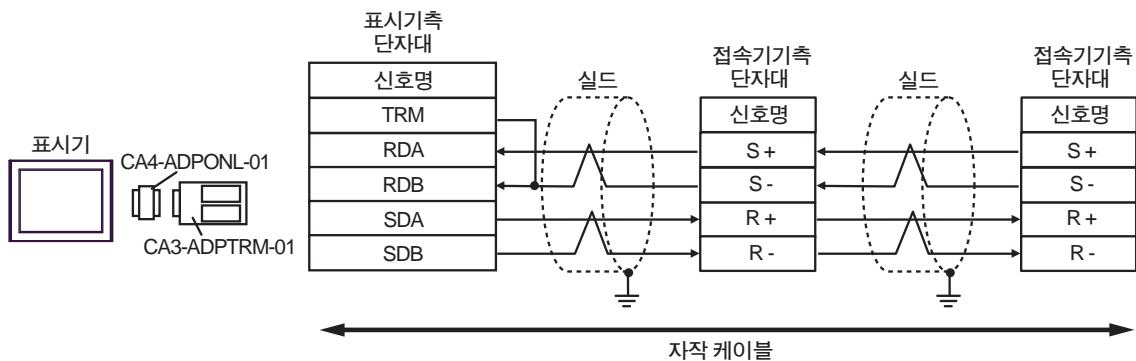 표시기
CA4-ADPONL-01
CA3-ADPTRM-01
표시기측
단자대
신호명
TRM
RDA
RDB
SDA
SDB
실드
접속기기측
단자대
신호명
S +
S -
R +
R -
실드
접속기기측
단자대
신호명
S +
S -
R +
R -
자작 케이블